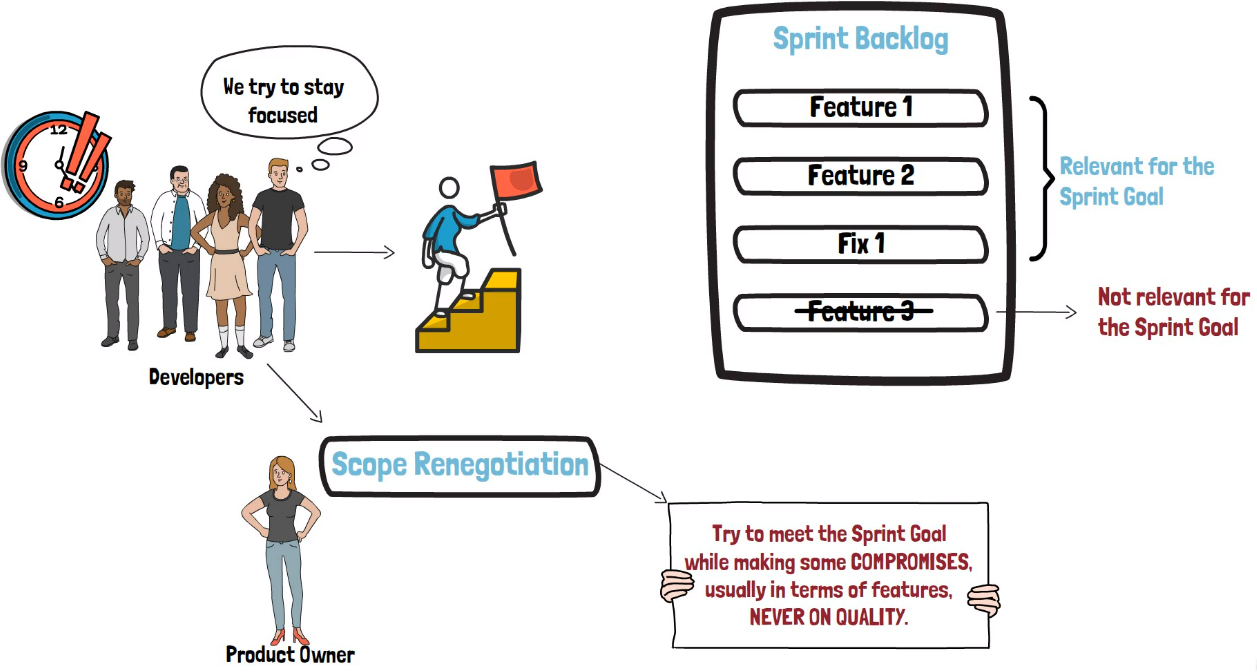 We try to stay
focused
12
9
6
Developers
Sprint Backlog
Feature 1
Feature 2
Fix 1
Feature 3
Relevant for the
Sprint Goal
Not relevant for
the Sprint Goal
Scope Renegotiation
Product Owner
Try to meet the Sprint Goal
while making some COMPROMISES,
usually in terms of features,
NEVER ON QUALITY.